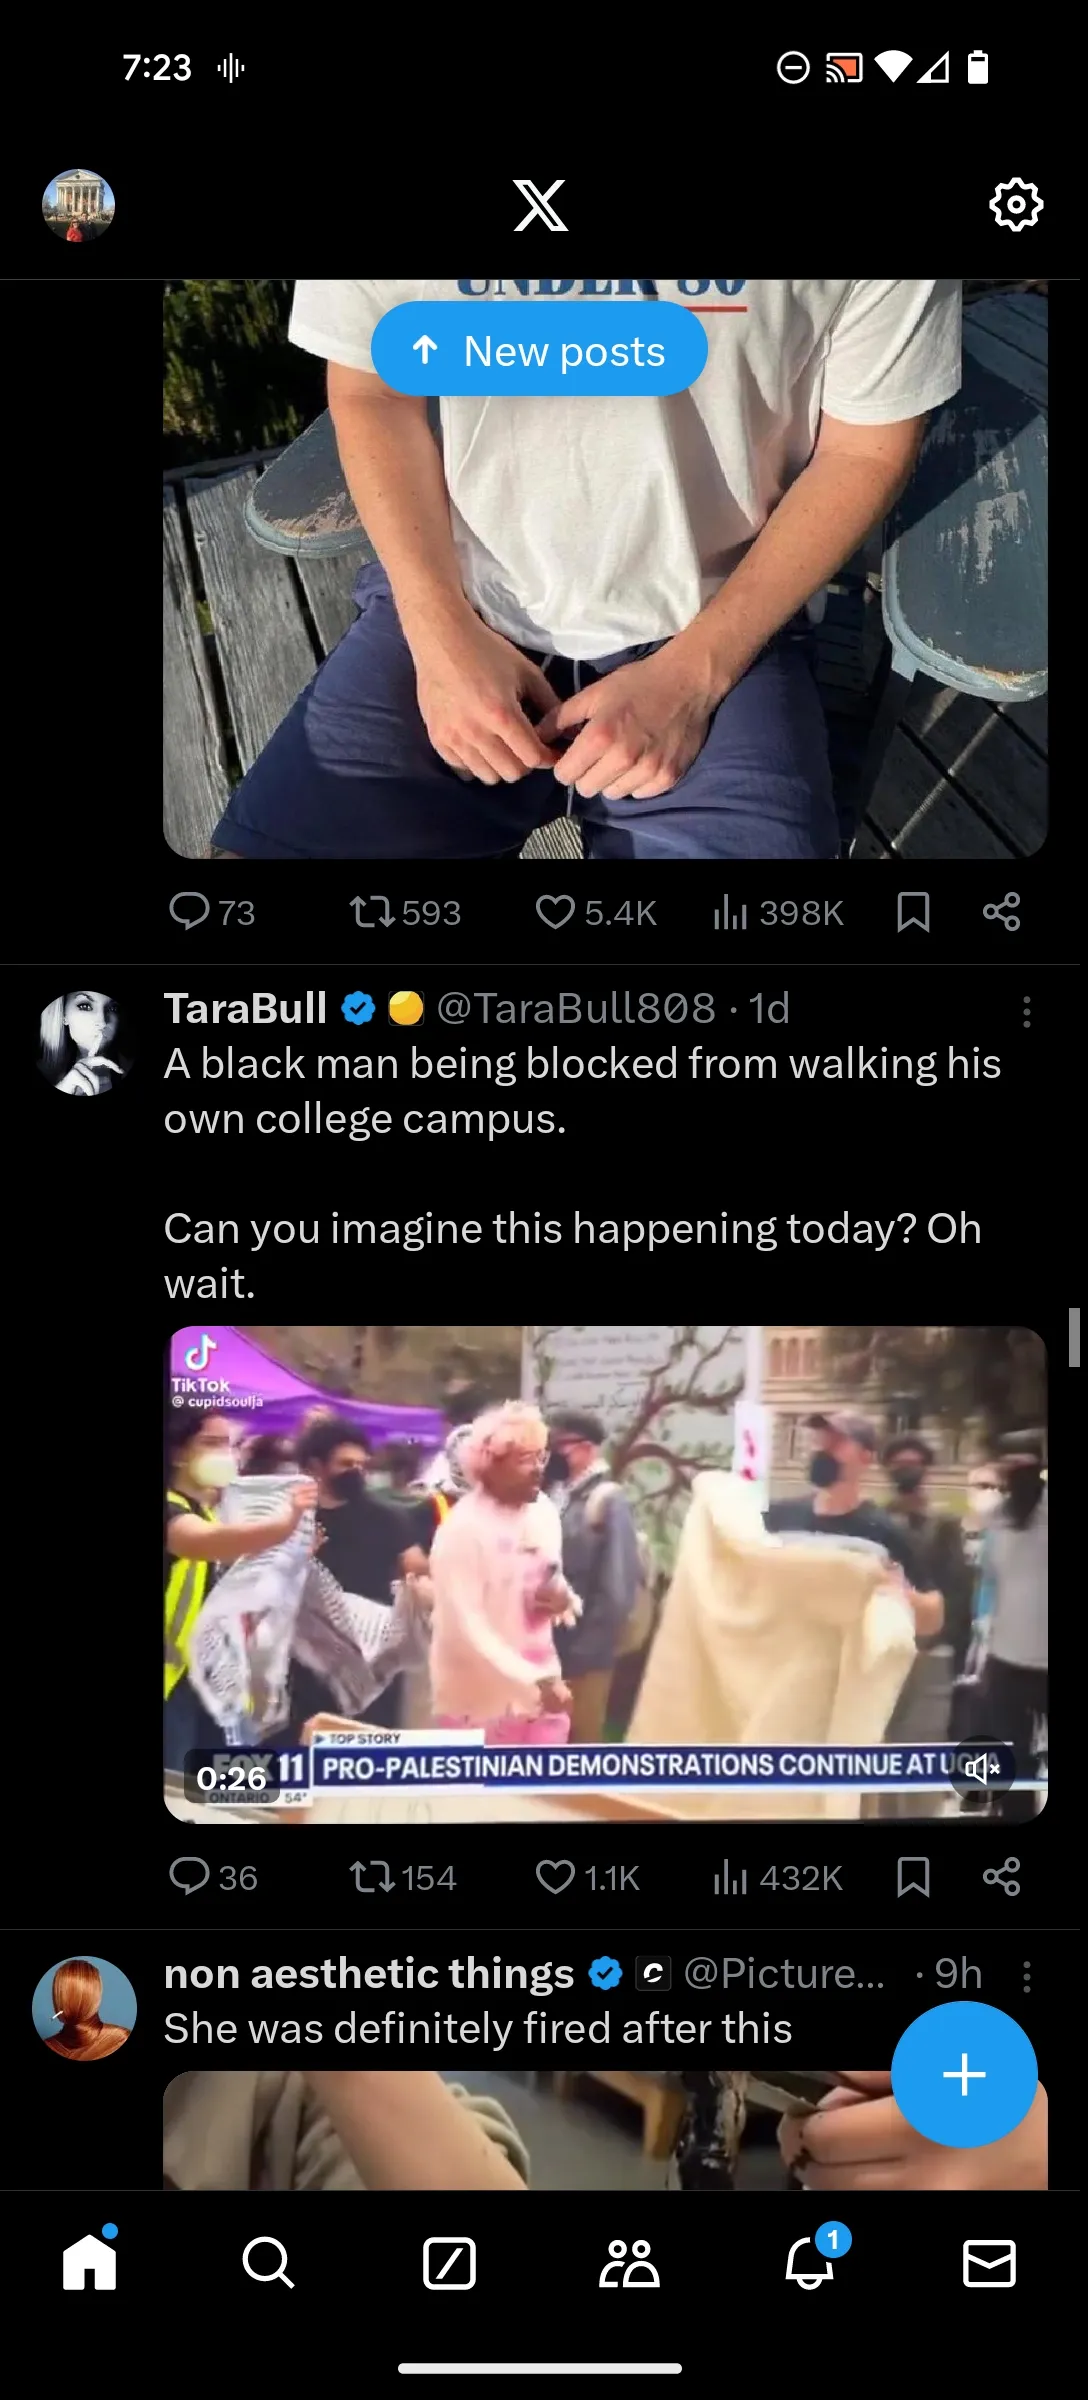 7:23
UNDER 80
New posts
73 593 5.4K 398K
TaraBull @TaraBull808 · 1d
A black man being blocked from walking his
own college campus.
Can you imagine this happening today? Oh
wait.
TikTok
@ cupidsoulja
TOP STORY
FOX 11 PRO-PALESTINIAN DEMONSTRATIONS CONTINUE AT
0:26
ONTARIO 54°
36 154 1.1K 432K
non aesthetic things @Picture... · 9h
She was definitely fired after this
1